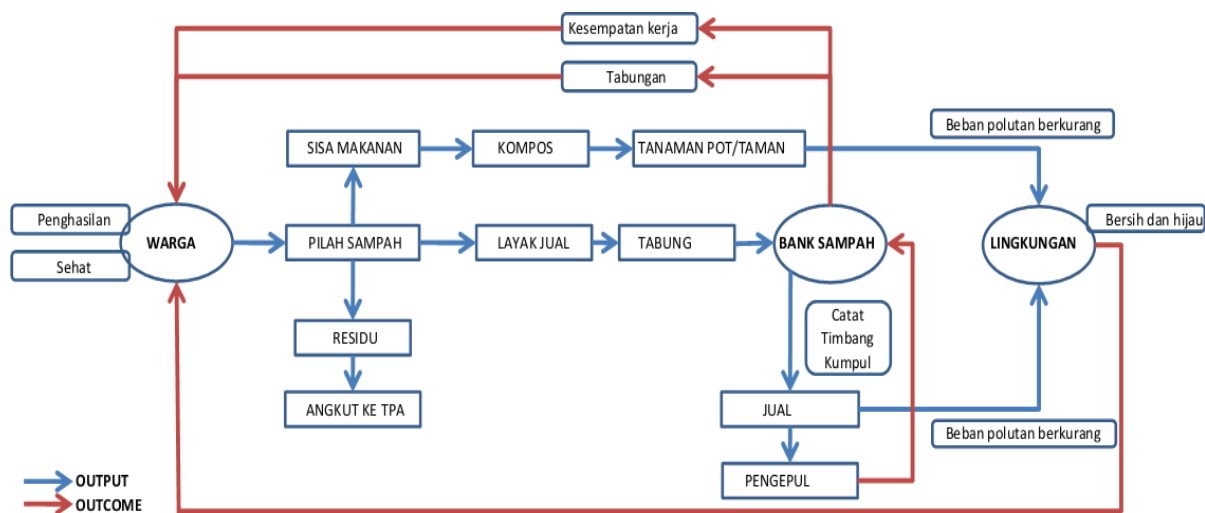 Kesempatan kerja
Tabungan
Beban polutan berkurang
SISA MAKANAN
KOMPOS
TANAMAN POT/TAMAN
Penghasilan
WARGA
Sehat
PILAH SAMPAH
LAYAK JUAL
TABUNG
BANK SAMPAH
LINGKUNGAN
Bersih dan hijau
Catat
Timbang
Kumpul
RESIDU
ANGKUT KE TPA
JUAL
Beban polutan berkurang
PENGEPUL
OUTPUT
OUTCOME